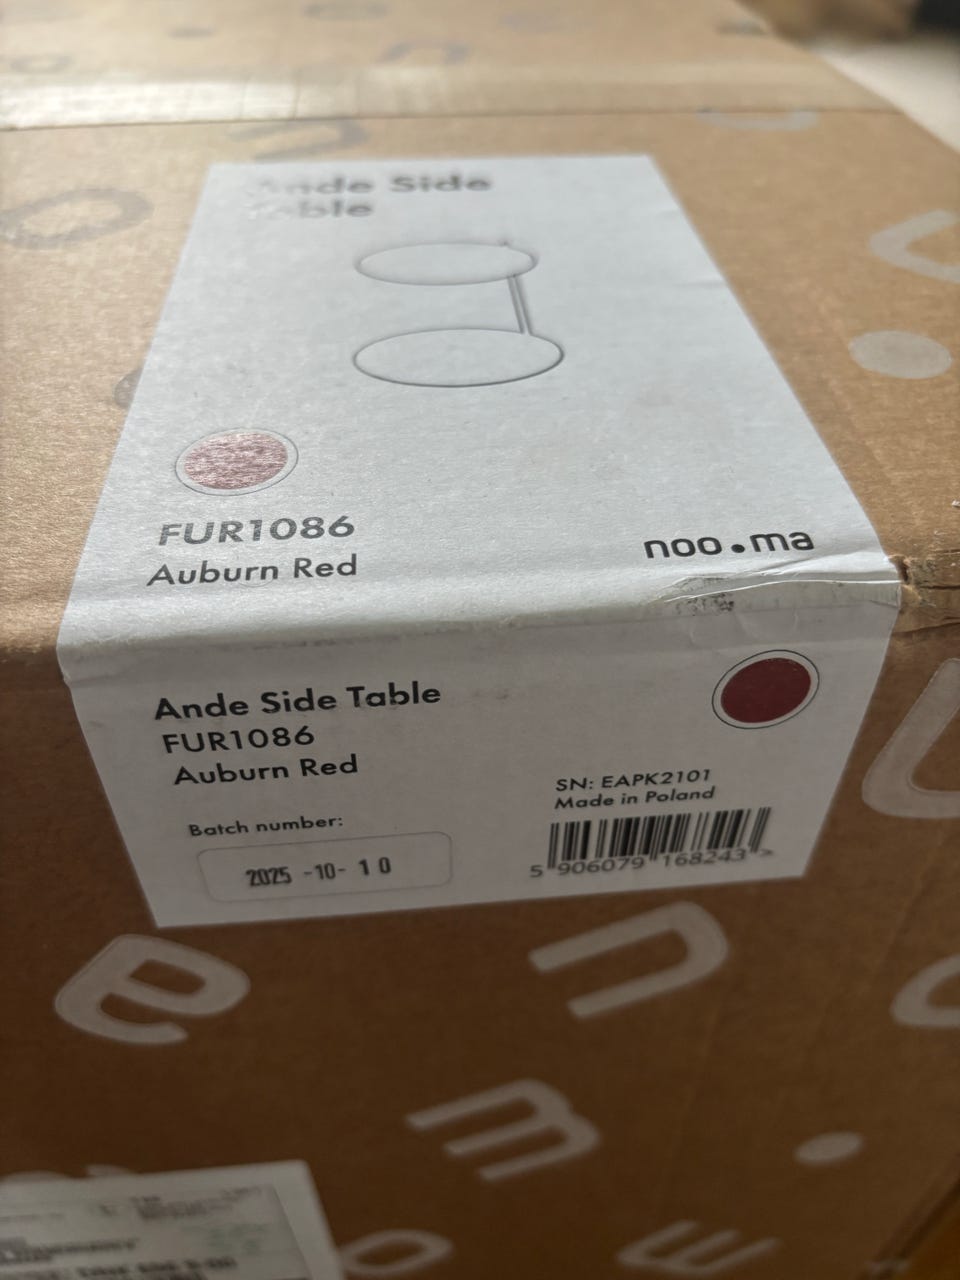 Ande Side
Table
FUR1086
Auburn Red
noo.ma
Ande Side Table
FUR1086
Auburn Red
SN: EAPK2101
Made in Poland
Batch number:
2025 -10- 10
5 906079 168243 >